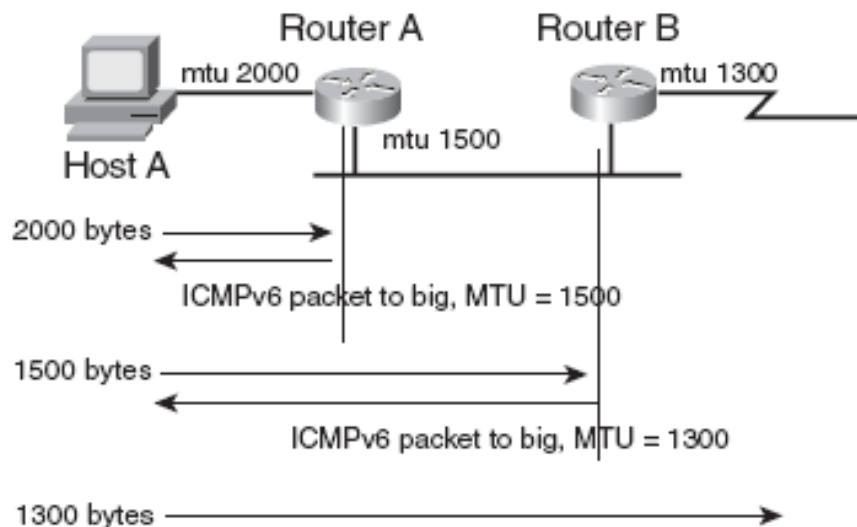 Router A
Router B
mtu 2000
mtu 1300
mtu 1500
Host A
2000 bytes
ICMPv6 packet to big, MTU = 1500
1500 bytes
ICMPv6 packet to big, MTU = 1300
1300 bytes